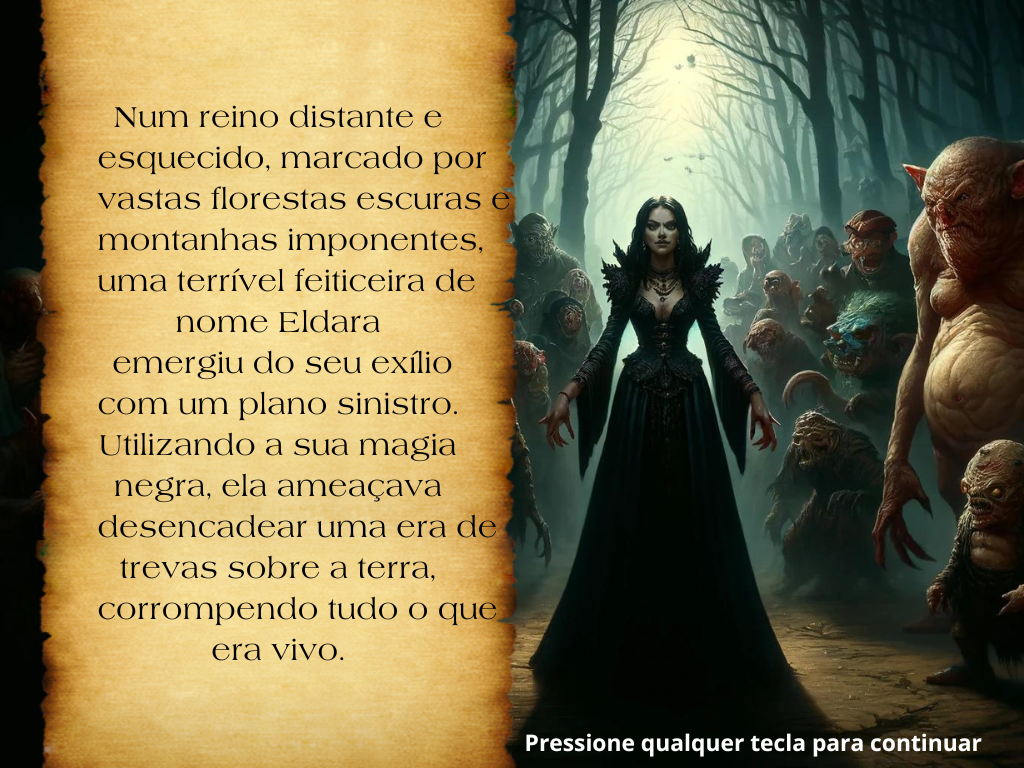 Num reino distante e
esquecido, marcado por
vastas florestas escuras e
montanhas imponentes,
uma terrível feiticeira de
nome Eldara
emergiu do seu exílio
com um plano sinistro.
Utilizando a sua magia
negra, ela ameaçava
desencadear uma era de
trevas sobre a terra,
corrompendo tudo o que
era vivo.
Pressione qualquer tecla para continuar